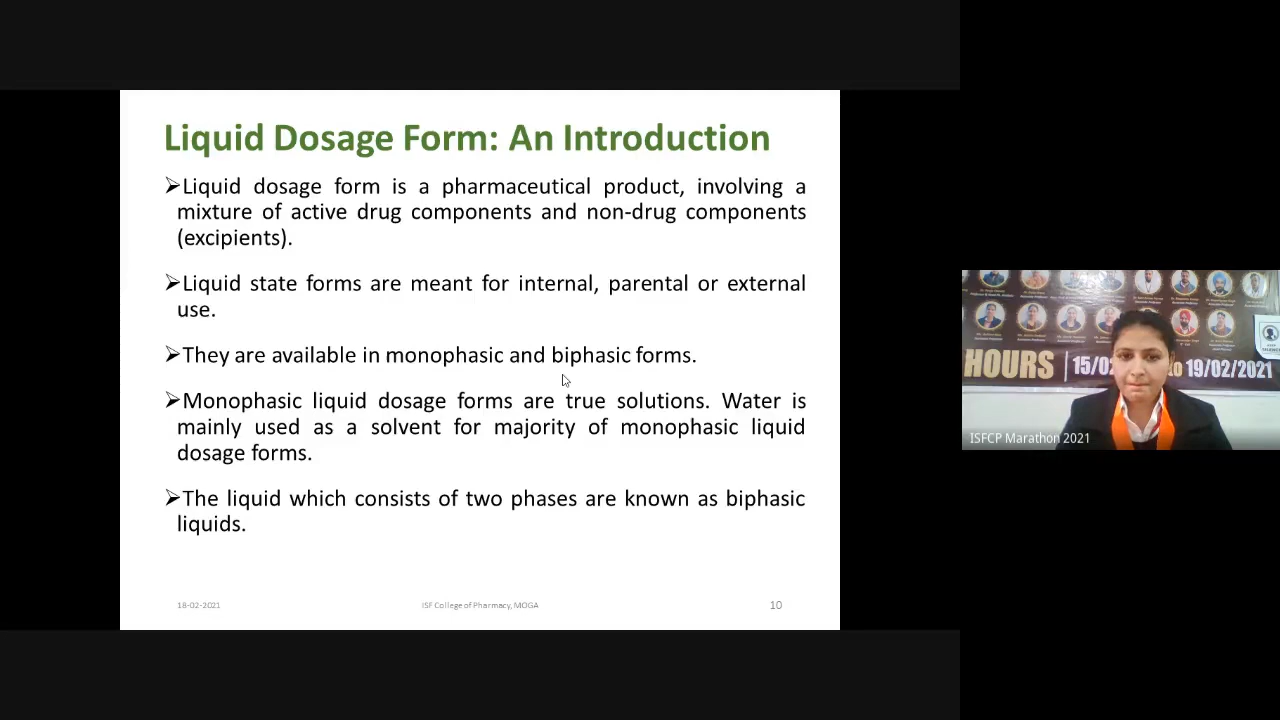 Liquid Dosage Form: An Introduction
➢Liquid dosage form is a pharmaceutical product, involving a
mixture of active drug components and non-drug components
(excipients).
➢Liquid state forms are meant for internal, parental or external
use.
➢They are available in monophasic and biphasic forms.
➢Monophasic liquid dosage forms are true solutions. Water is
mainly used as a solvent for majority of monophasic liquid
dosage forms.
➢The liquid which consists of two phases are known as biphasic
liquids.
18-02-2021
ISF College of Pharmacy, MOGA
10
HOURS 15/02 to 19/02/2021
ISFCP Marathon 2021